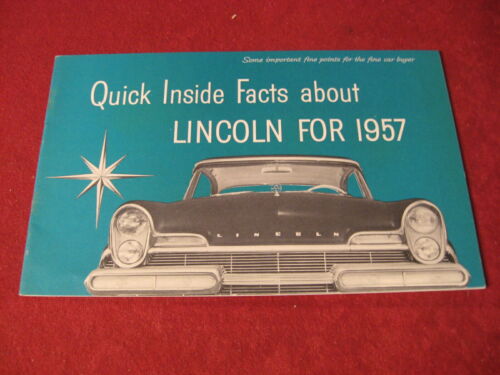 Some important fine points for the fine car buyer
Quick Inside Facts about
LINCOLN FOR 1957
LINCOLN